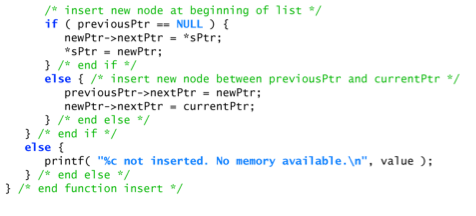 /* insert new node at beginning of list */
if ( previousPtr == NULL ) {
newPtr->nextPtr = *sPtr;
*sPtr = newPtr;
} /* end if */
else { /* insert new node between previousPtr and currentPtr */
previousPtr->nextPtr = newPtr;
newPtr->nextPtr = currentPtr;
} /* end else */
} /* end if */
else {
printf( "%c not inserted. No memory available.\n", value );
} /* end else */
} /* end function insert */